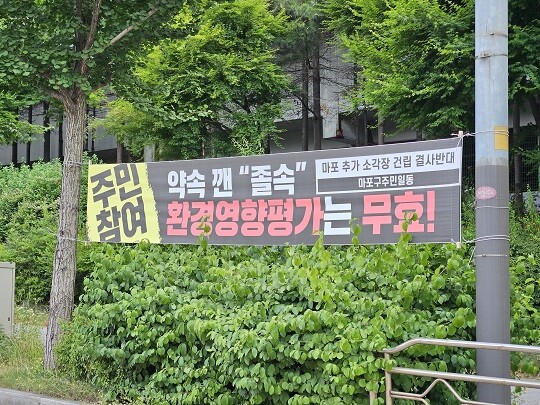 주민
참여
약속 깬 "졸속"
환경영향평가는 무효!
마포 추가 소각장 건립 결사반대
마포구주민일동